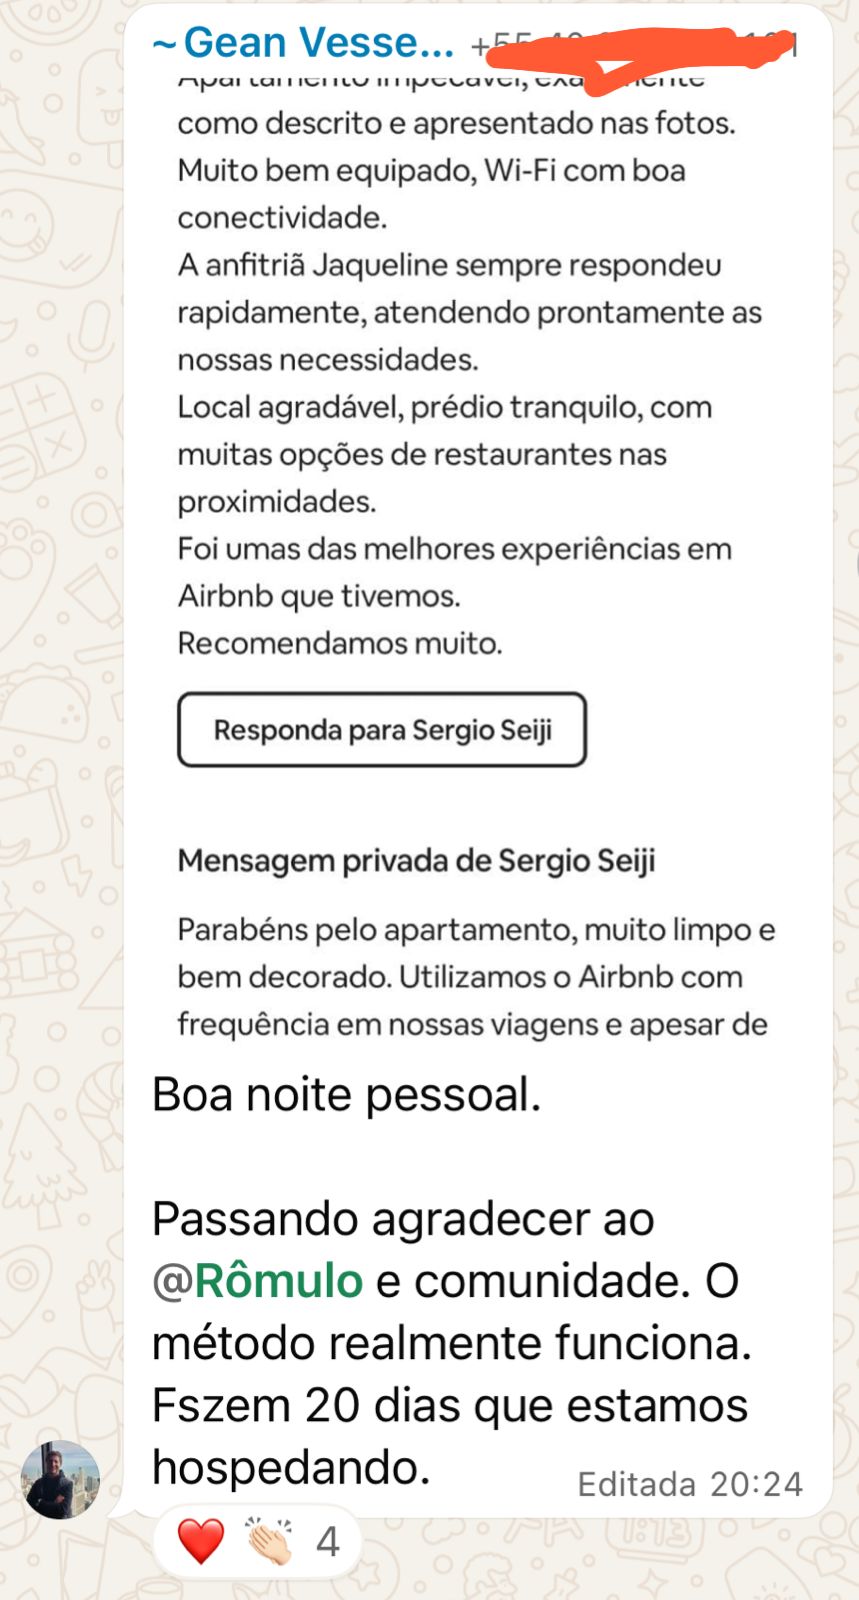 ~Gean Vesse...
Apartamento impecável,
como descrito e apresentado nas fotos.
Muito bem equipado, Wi-Fi com boa
conectividade.
A anfitriã Jaqueline sempre respondeu
rapidamente, atendendo prontamente as
nossas necessidades.
Local agradável, prédio tranquilo, com
muitas opções de restaurantes nas
proximidades.
Foi umas das melhores experiências em
Airbnb que tivemos.
Recomendamos muito.
Responda para Sergio Seiji
Mensagem privada de Sergio Seiji
Parabéns pelo apartamento, muito limpo e
bem decorado. Utilizamos o Airbnb com
frequência em nossas viagens e apesar de
Boa noite pessoal.
Passando agradecer ao
@Rômulo e comunidade. O
método realmente funciona.
Fszem 20 dias que estamos
hospedando.
Editada 20:24
4